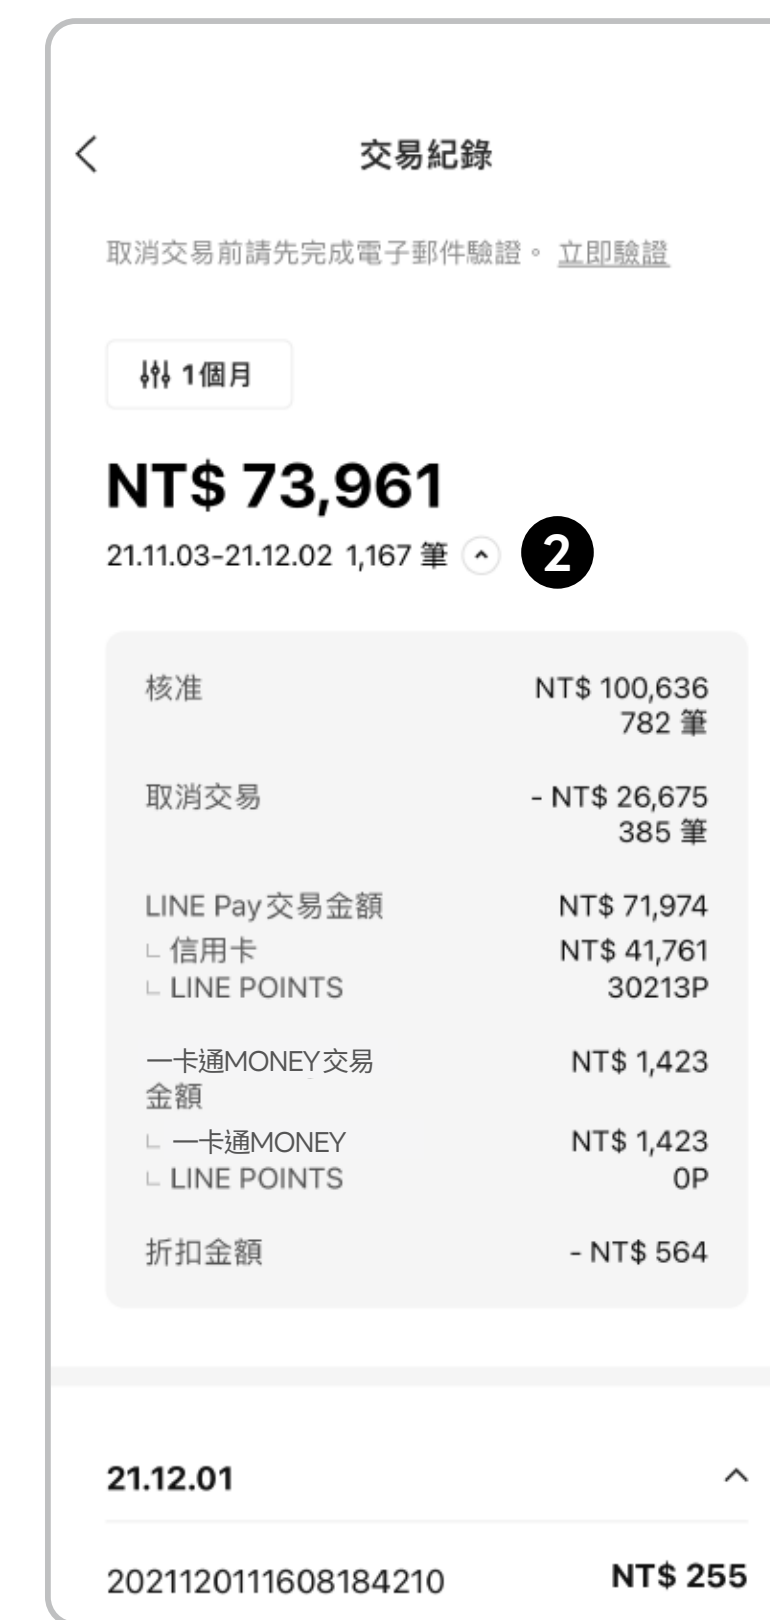 交易紀錄
取消交易前請先完成電子郵件驗證。 立即驗證
1個月
NT$ 73,961
21.11.03-21.12.02 1,167 筆 2
核准 NT$ 100,636
782 筆
取消交易 - NT$ 26,675
385 筆
LINE Pay交易金額 NT$ 71,974
信用卡 NT$ 41,761
LINE POINTS 30213P
一卡通MONEY交易 NT$ 1,423
金額
一卡通MONEY NT$ 1,423
LINE POINTS 0P
折扣金額 - NT$ 564
21.12.01
2021120111608184210 NT$ 255